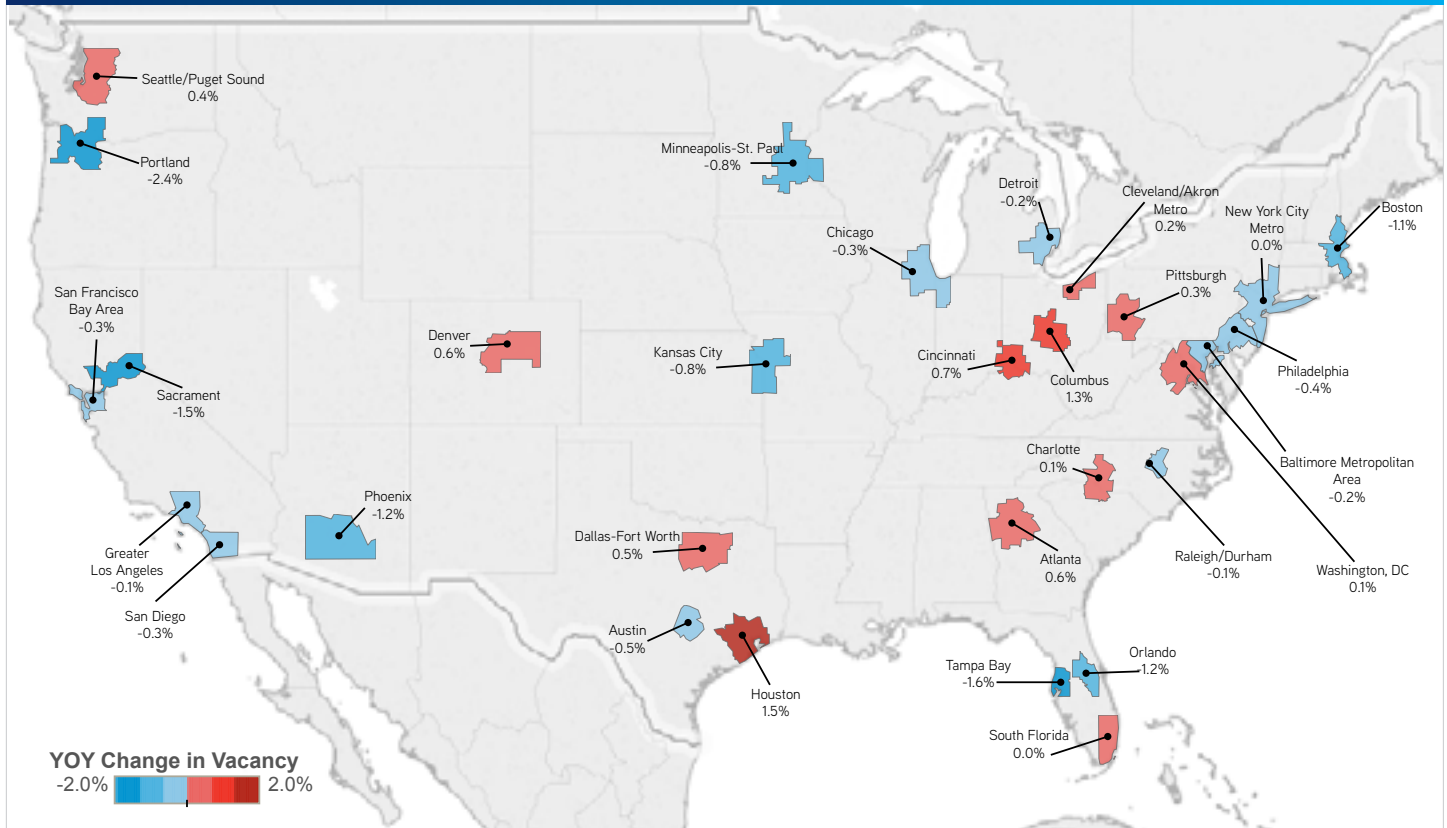 Seattle/Puget Sound
0.4%
Portland
-2.4%
Minneapolis-St. Paul
-0.8%
Detroit
-0.2%
Cleveland/Akron
Metro
0.2%
New York City
Metro
0.0%
Boston
-1.1%
Chicago
-0.3%
Pittsburgh
0.3%
San Francisco
Bay Area
-0.3%
Denver
0.6%
Kansas City
-0.8%
Cincinnati
0.7%
Columbus
1.3%
Philadelphia
-0.4%
Sacrament
-1.5%
Charlotte
0.1%
Baltimore Metropolitan
Area
-0.2%
Phoenix
-1.2%
Dallas-Fort Worth
0.5%
Greater
Los Angeles
-0.1%
Atlanta
0.6%
Raleigh/Durham
-0.1%
Washington, DC
0.1%
San Diego
-0.3%
Austin
-0.5%
Houston
1.5%
Tampa Bay
-1.6%
Orlando
-1.2%
South Florida
0.0%
YOY Change in Vacancy
-2.0% 2.0%